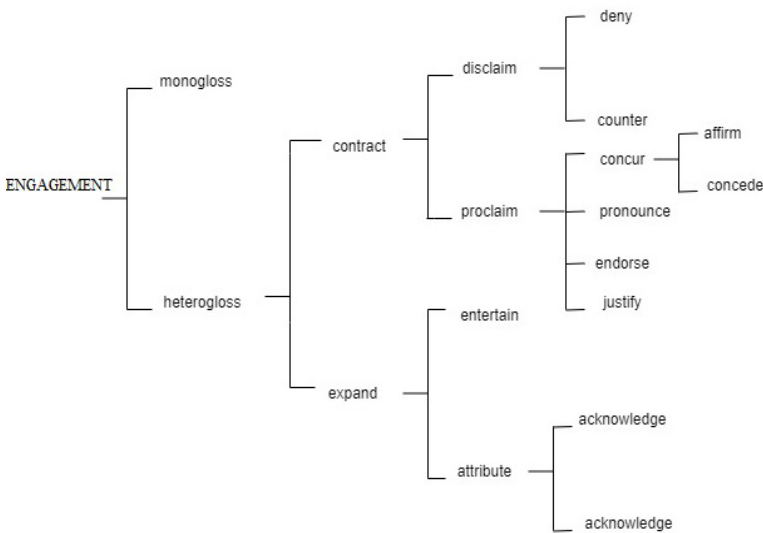 deny
disclaim
monogloss
counter
affirm
contract
concur
ENGAGEMENT
concede
proclaim
pronounce
endorse
heterogloss
justify
entertain
expand
acknowledge
attribute
acknowledge